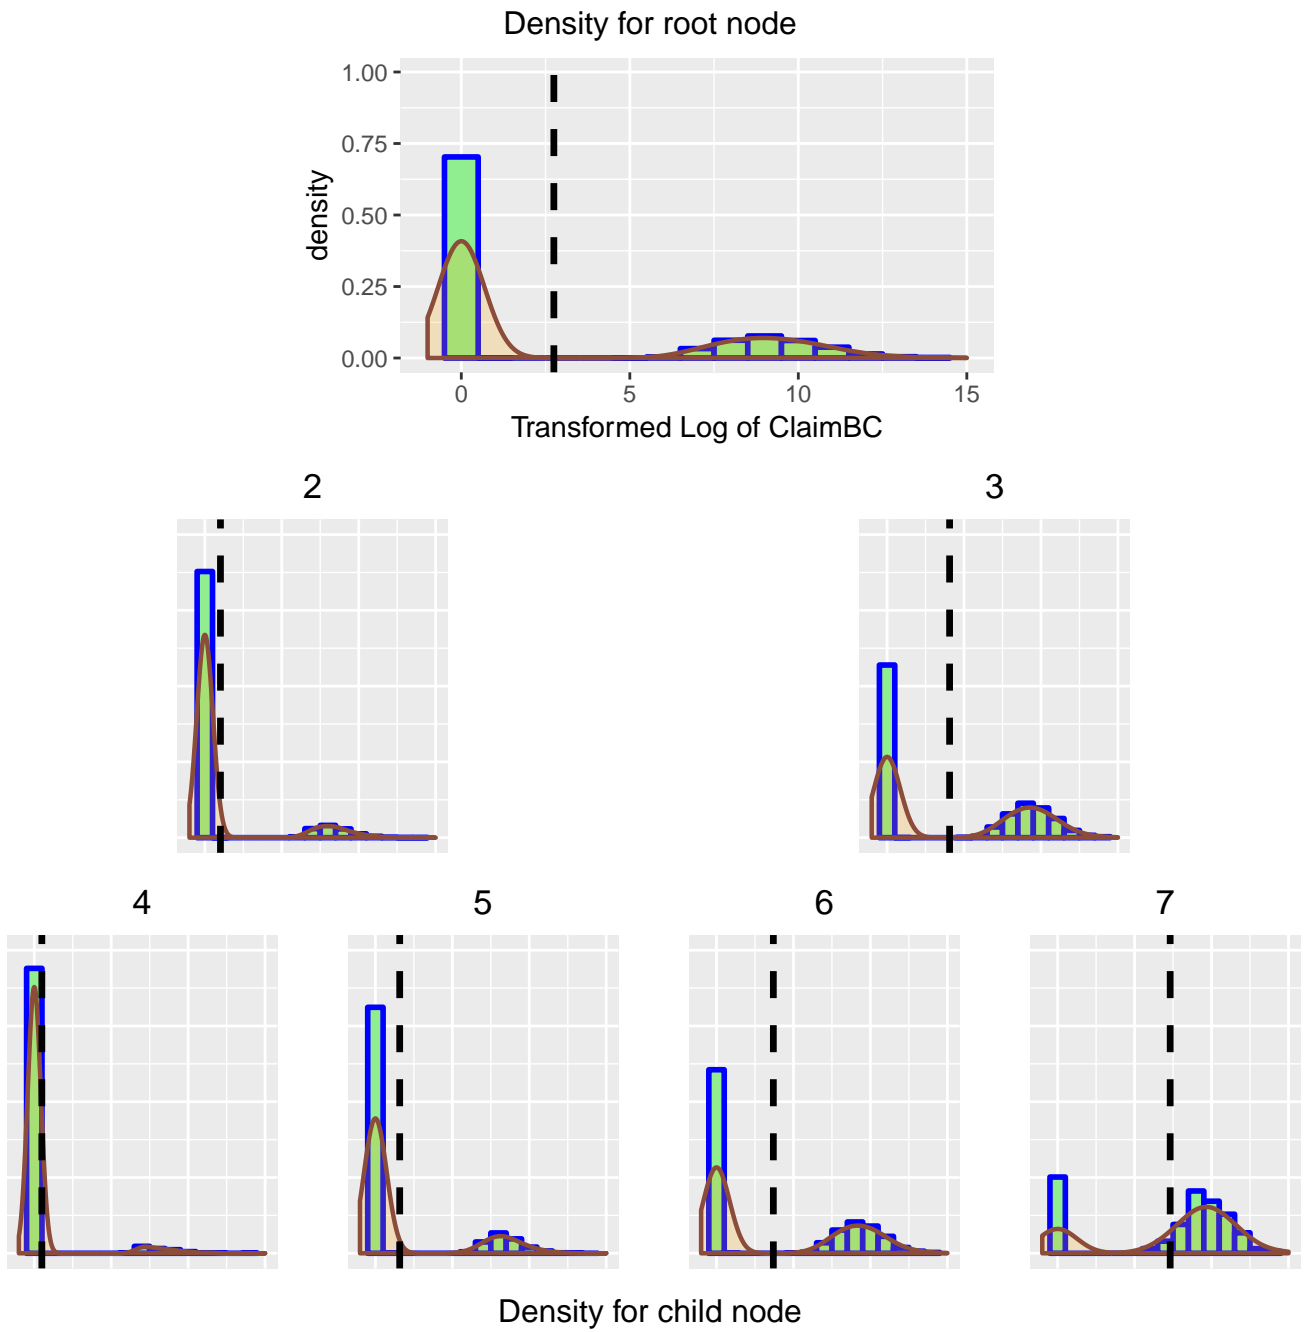 Density for root node
1.00
0.75
0.50
0.25
0.00
density
0 5 10 15
Transformed Log of ClaimBC
2 3
4 5 6 7
Density for child node